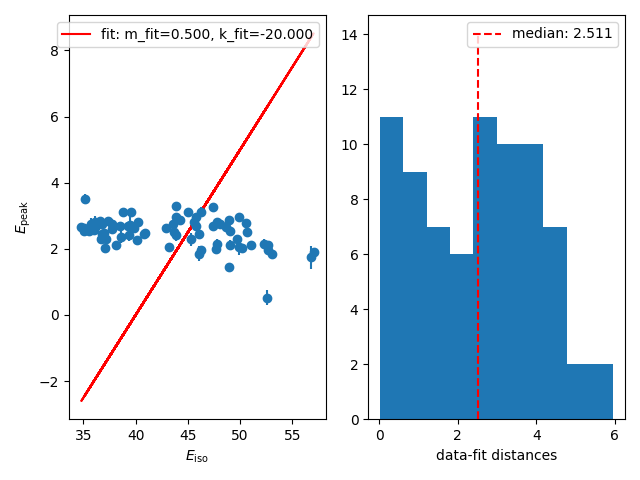 fit: m_fit=0.500, k_fit=-20.000
8
6
4
2
0
−2
E_peak
35 40 45 50 55
E_iso
median: 2.511
14
12
10
8
6
4
2
0
0 2 4 6
data-fit distances